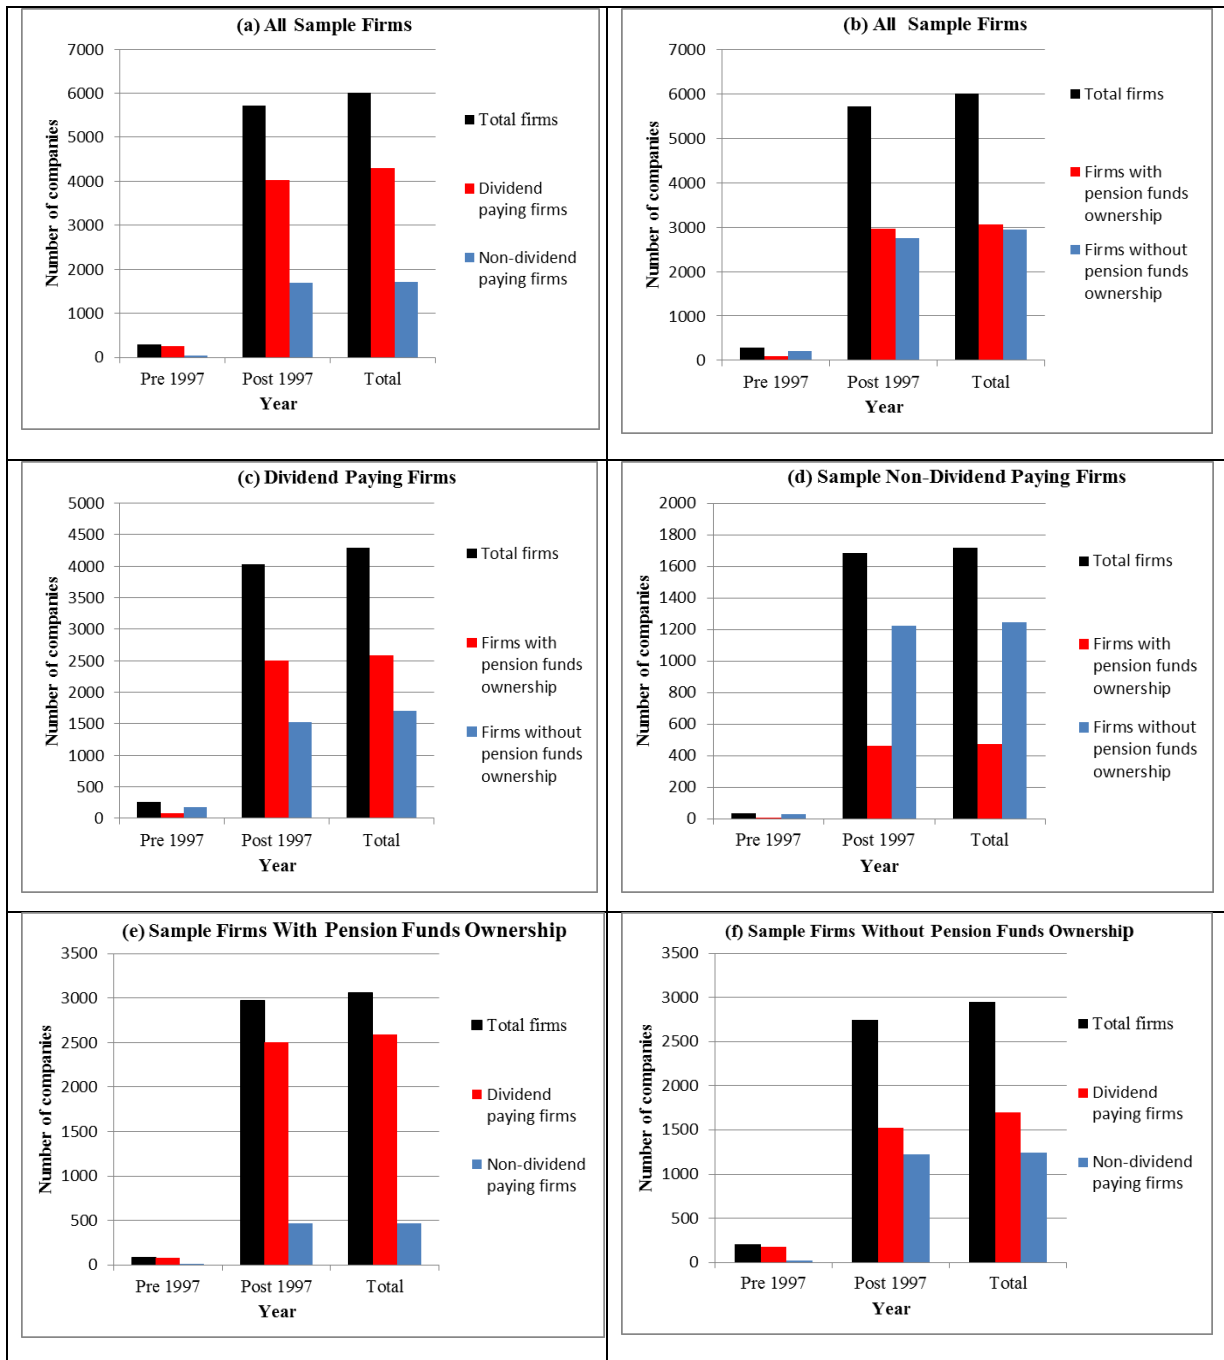 (a) All Sample Firms
7000
6000
5000
4000
3000
2000
1000
0
Number of companies
Pre 1997 Post 1997 Total
Year
Total firms
Dividend
paying firms
Non-dividend
paying firms
(b) All Sample Firms
7000
6000
5000
4000
3000
2000
1000
0
Number of companies
Pre 1997 Post 1997 Total
Year
Total firms
Firms with
pension funds
ownership
Firms without
pension funds
ownership
(c) Dividend Paying Firms
5000
4500
4000
3500
3000
2500
2000
1500
1000
500
0
Number of companies
Pre 1997 Post 1997 Total
Year
Total firms
Firms with
pension funds
ownership
Firms without
pension funds
ownership
(d) Sample Non-Dividend Paying Firms
2000
1800
1600
1400
1200
1000
800
600
400
200
0
Number of companies
Pre 1997 Post 1997 Total
Year
Total firms
Firms with
pension funds
ownership
Firms without
pension funds
ownership
(e) Sample Firms With Pension Funds Ownership
3500
3000
2500
2000
1500
1000
500
0
Number of companies
Pre 1997 Post 1997 Total
Year
Total firms
Dividend
paying firms
Non-dividend
paying firms
(f) Sample Firms Without Pension Funds Ownership
3500
3000
2500
2000
1500
1000
500
0
Number of companies
Pre 1997 Post 1997 Total
Year
Total firms
Dividend
paying firms
Non-dividend
paying firms